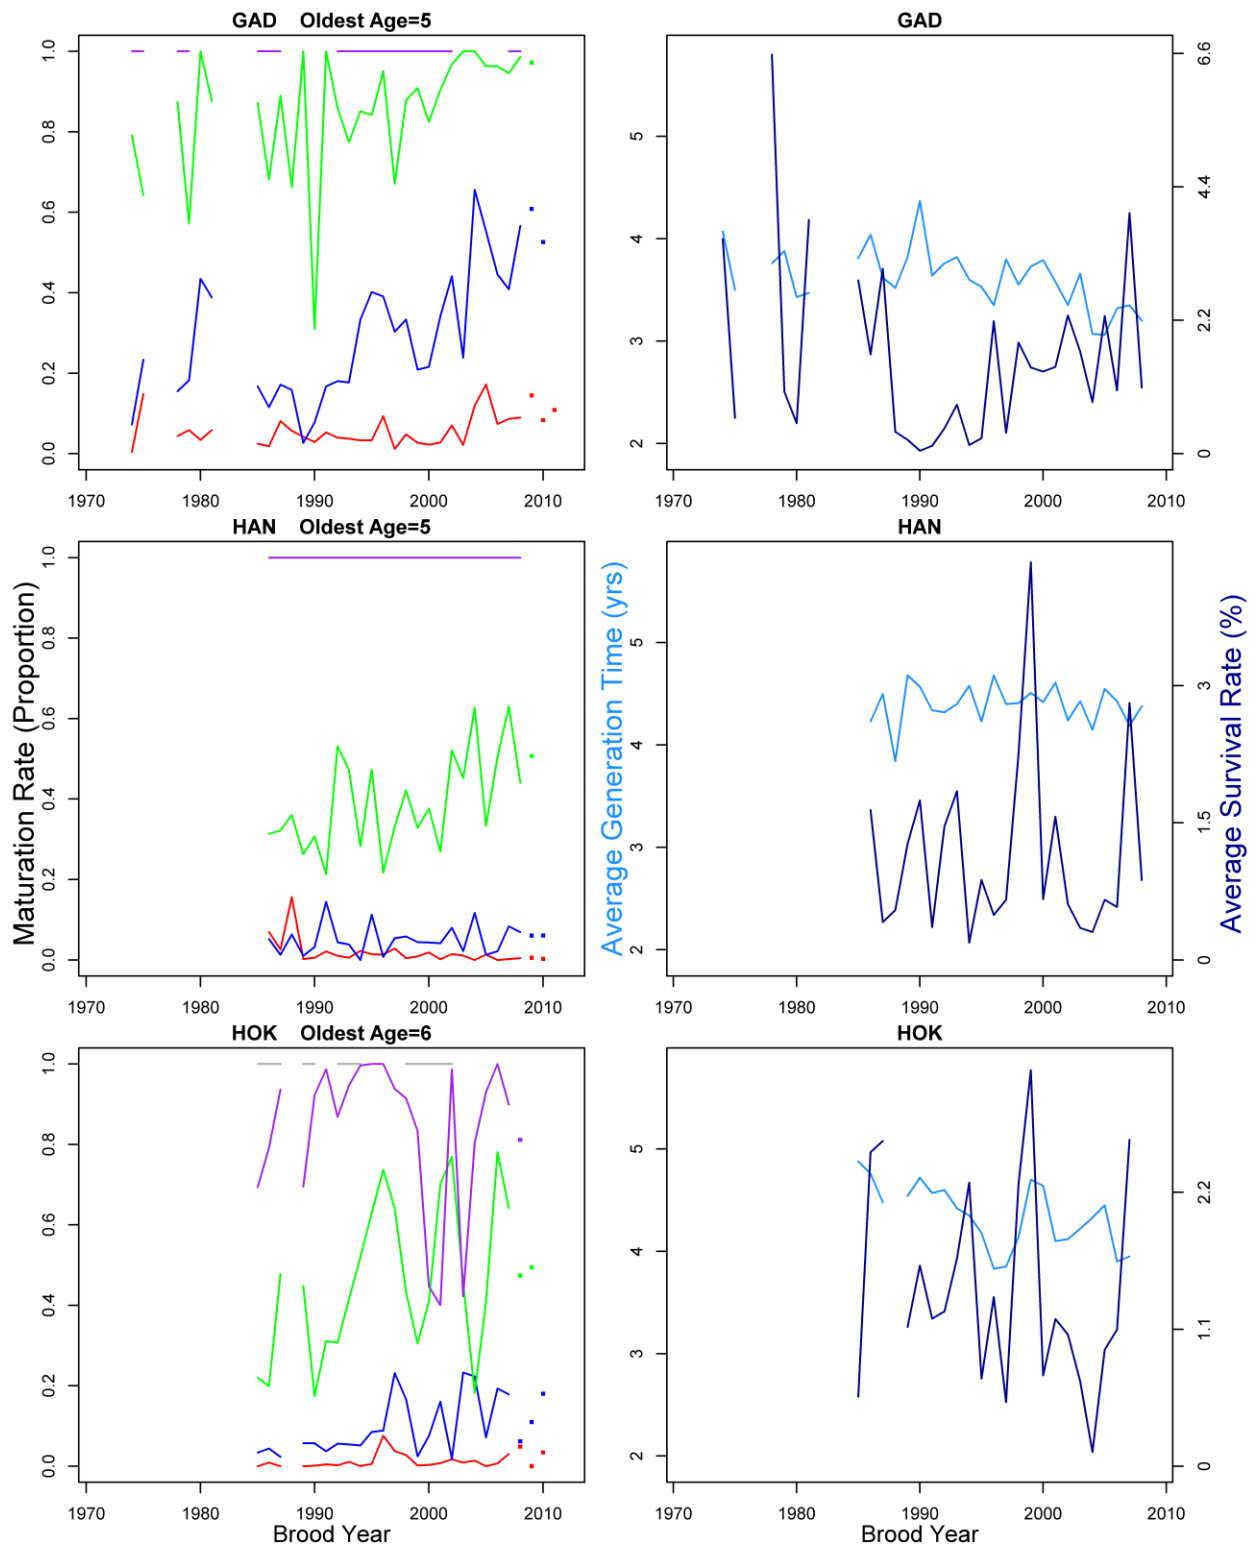 GAD Oldest Age=5
GAD
1.0
0.8
0.6
0.4
0.2
0.0
5
4
3
2
6.6
4.4
2.2
0
1970 1980 1990 2000 2010
1970 1980 1990 2000 2010
HAN Oldest Age=5
HAN
Maturation Rate (Proportion)
1.0
0.8
0.6
0.4
0.2
0.0
Average Generation Time (yrs)
5
4
3
2
3
1.5
0
Average Survival Rate (%)
1970 1980 1990 2000 2010
1970 1980 1990 2000 2010
HOK Oldest Age=6
HOK
1.0
0.8
0.6
0.4
0.2
0.0
5
4
3
2
2.2
1.1
0
1970 1980 1990 2000 2010
1970 1980 1990 2000 2010
Brood Year
Brood Year